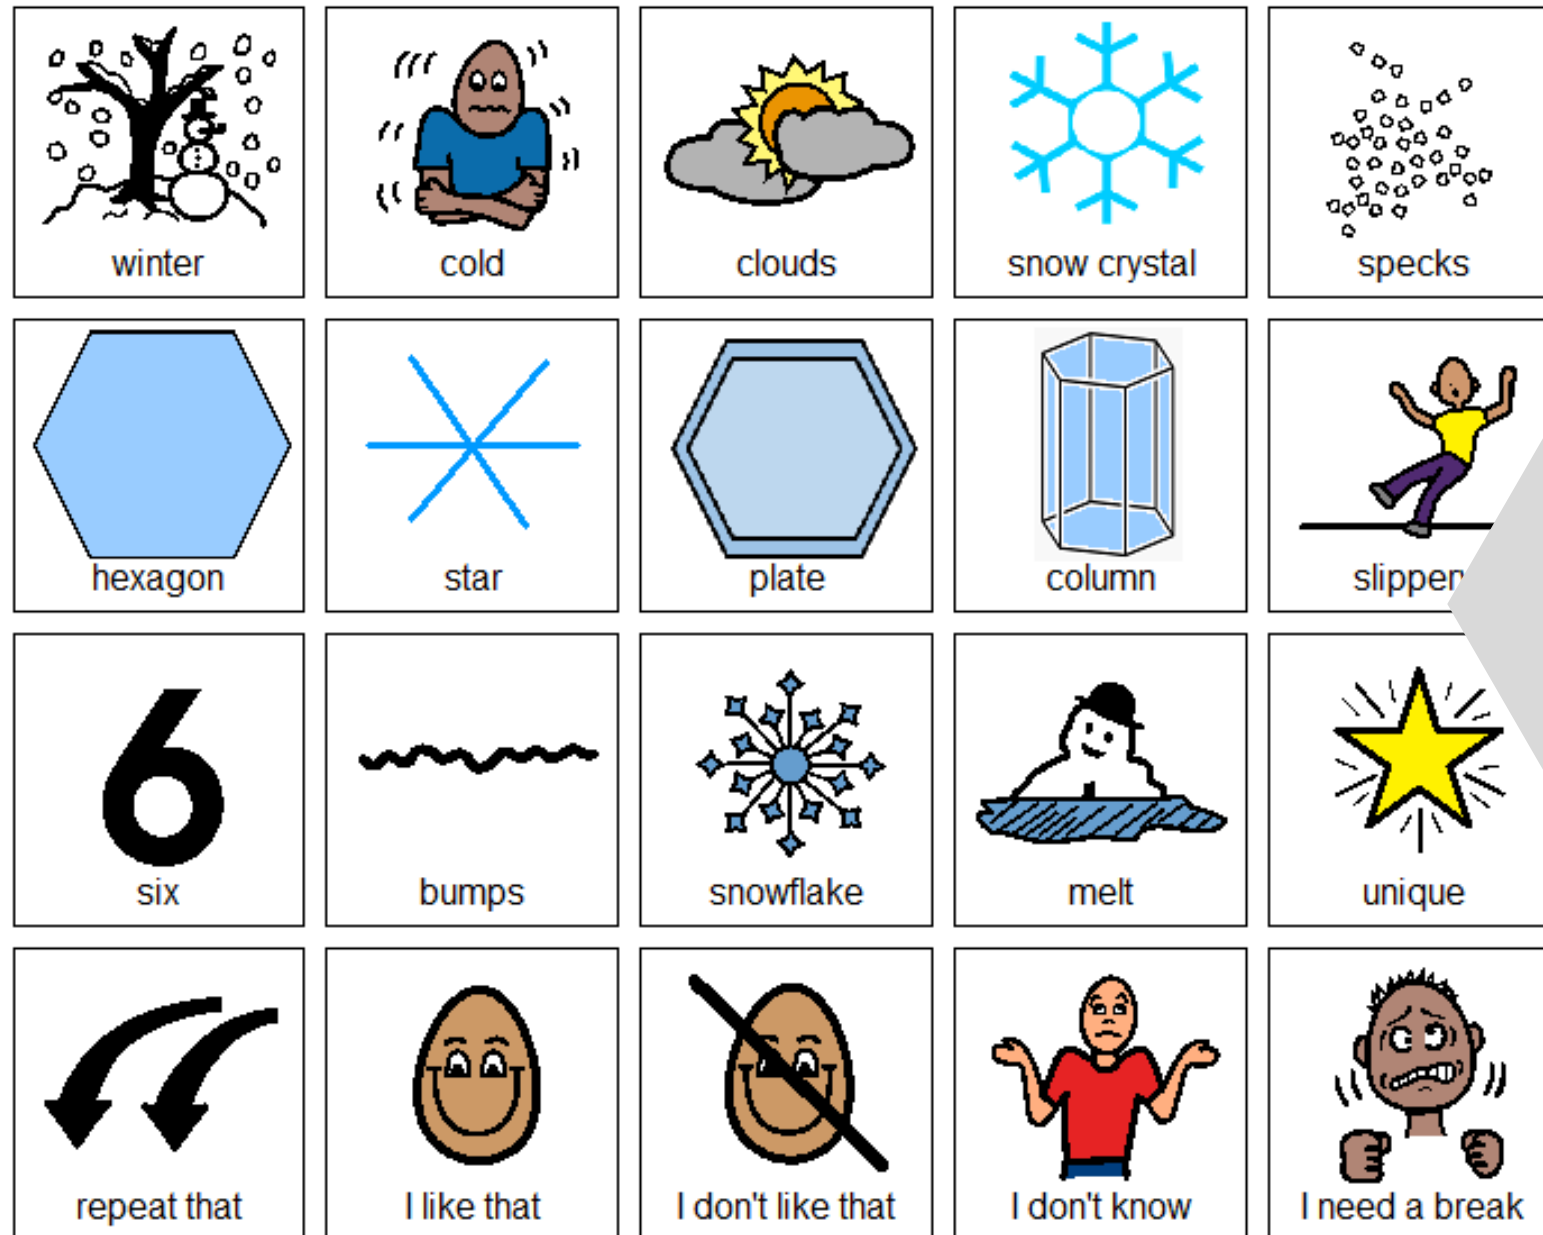 winter
cold
clouds
snow crystal
specks
hexagon
star
plate
column
6
six
bumps
snowflake
melt
unique
repeat that
I like that
I don't like that
I don't know
I need a break